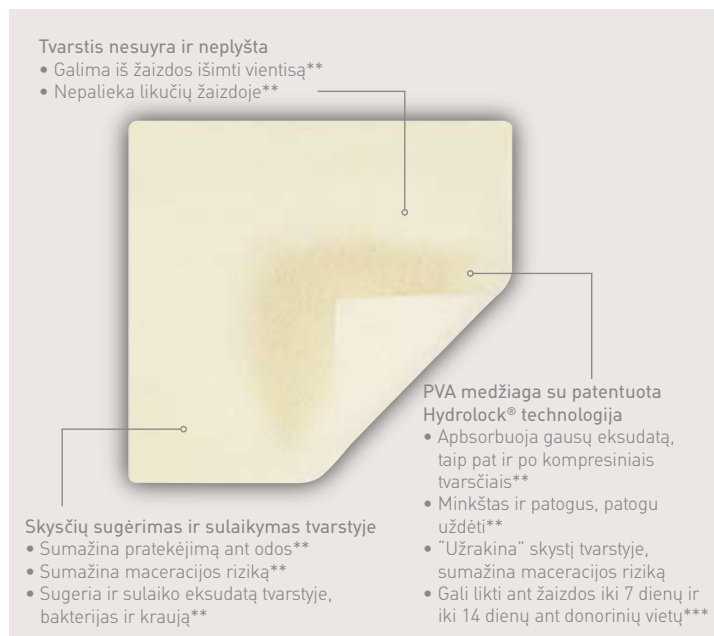 Tvarstis nesuyra ir neplyšta
• Galima iš žaizdos išimti vientisą**
• Nepalieka likučių žaizdoje**
PVA medžiaga su patentuota
Hydrolock® technologija
• Apbsorbuoja gausų eksudatą,
taip pat ir po kompresiniais
tvarsčiais**
• Minkštas ir patogus, patogu
uždėti**
• “Užrakina” skystį tvarstyje,
sumažina maceracijos riziką
• Gali likti ant žaizdos iki 7 dienų ir
iki 14 dienų ant donorinių vietų***
Skysčių sugėrimas ir sulaikymas tvarstyje
• Sumažina pratekėjimą ant odos**
• Sumažina maceracijos riziką**
• Sugeria ir sulaiko eksudatą tvarstyje,
bakterijas ir kraują**